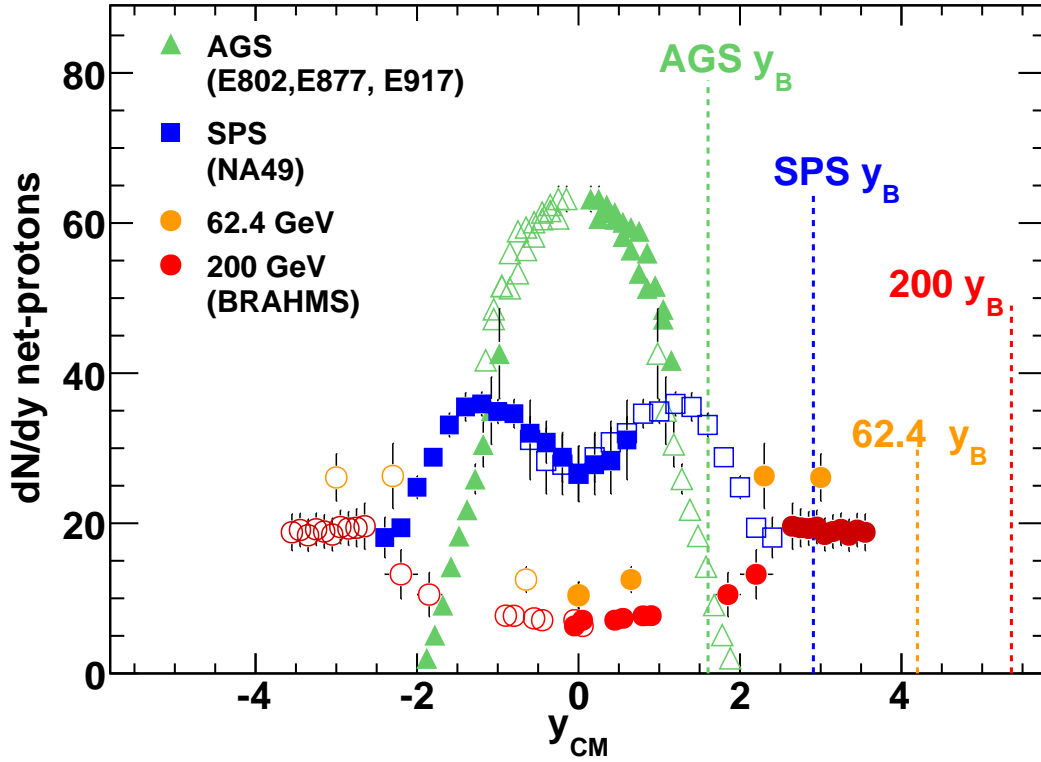 dN/dy net-protons
80
60
40
20
0
AGS
(E802,E877, E917)
SPS
(NA49)
62.4 GeV
200 GeV
(BRAHMS)
AGS y_B
SPS y_B
200 y_B
62.4 y_B
-4 -2 0 2 4
y_CM